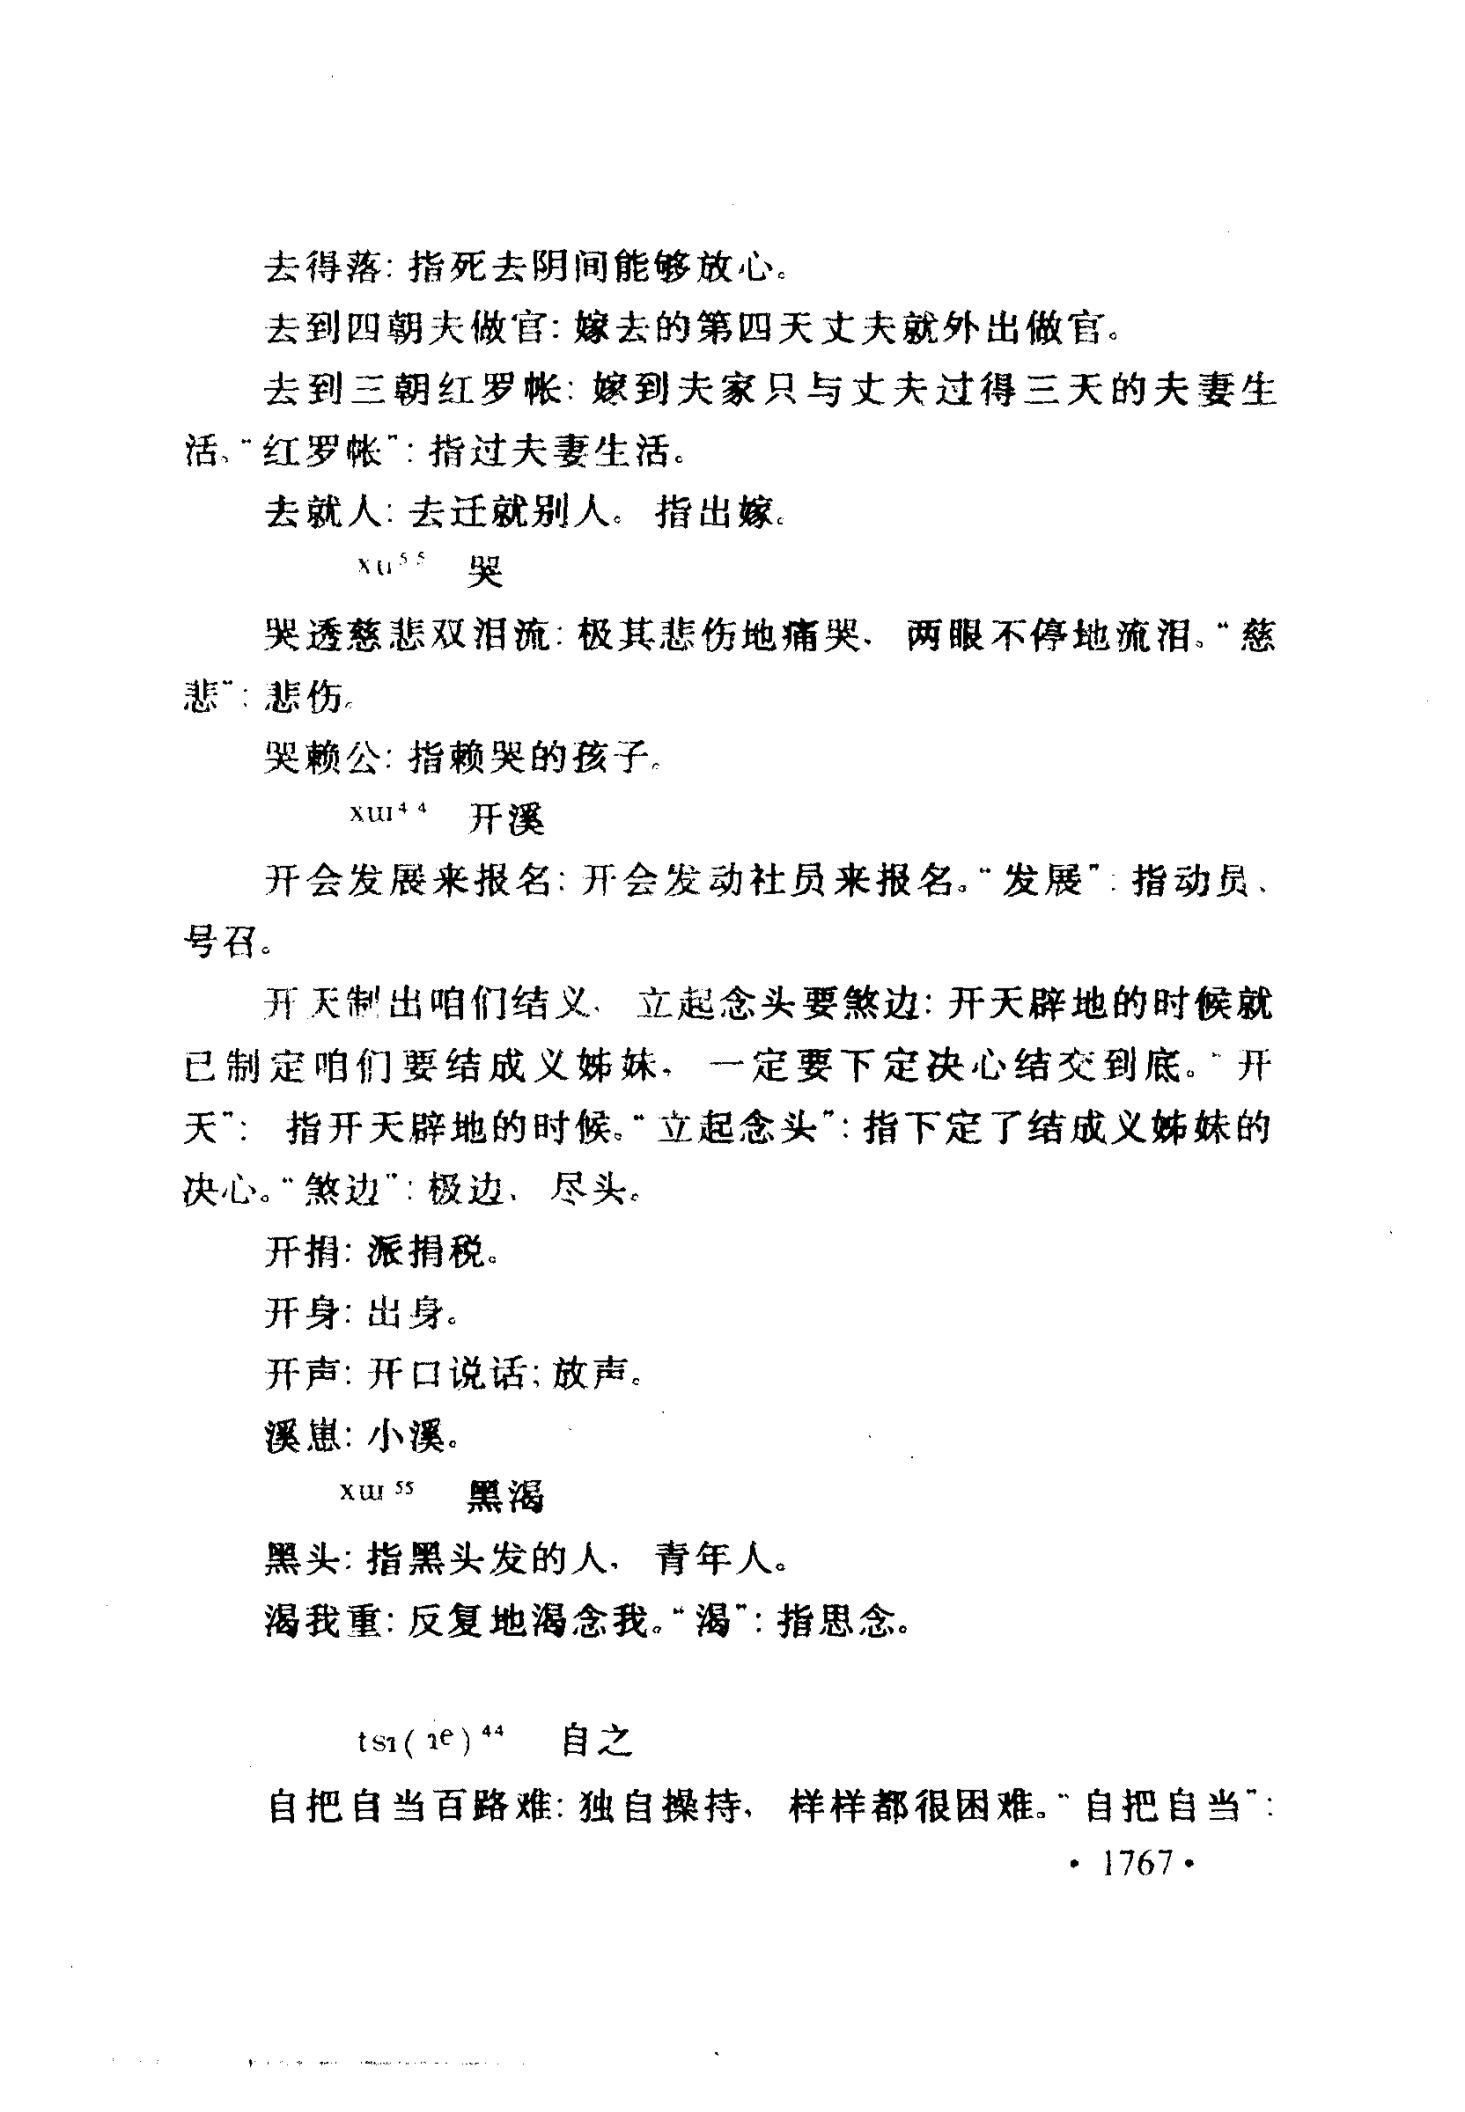 去得落：指死去阴间能够放心。
去到四朝夫做官：嫁去的第四天丈夫就外出做官。
去到三朝红罗帐：嫁到夫家只与丈夫过得三天的夫妻生
活、“红罗帐”：指过夫妻生活。
去就人：去迁就别人。指出嫁。
xu⁵⁵ 哭
哭透慈悲双泪流：极其悲伤地痛哭，两眼不停地流泪。“慈
悲”：悲伤。
哭赖公：指赖哭的孩子。
xɯ⁴⁴ 开溪
开会发展来报名：开会发动社员来报名。“发展”：指动员、
号召。
开天制出咱们结义，立起念头要煞边：开天辟地的时候就
已制定咱们要结成义姊妹，一定要下定决心结交到底。“开
天”：指开天辟地的时候。“立起念头”：指下定了结成义姊妹的
决心。“煞边”：极边、尽头。
开捐：派捐税。
开身：出身。
开声：开口说话；放声。
溪崽：小溪。
xɯ⁵⁵ 黑渴
黑头：指黑头发的人，青年人。
渴我重：反复地渴念我。“渴”：指思念。
tsɿ(ɿe)⁴⁴ 自之
自把自当百路难：独自操持，样样都很困难。“自把自当”：
·1767·